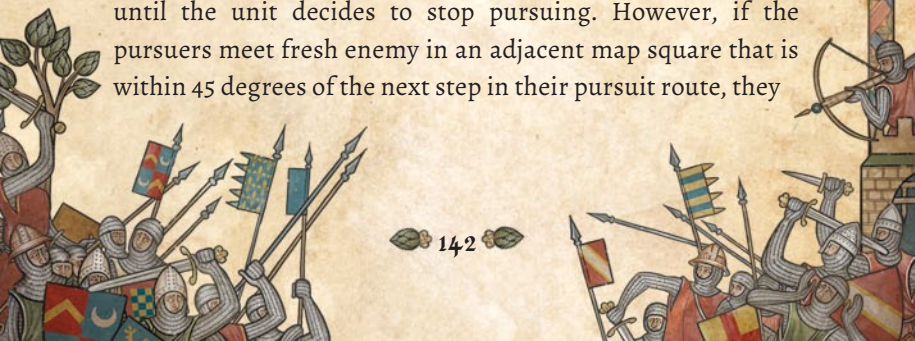 until the unit decides to stop pursuing. However, if the
pursuers meet fresh enemy in an adjacent map square that is
within 45 degrees of the next step in their pursuit route, they
142